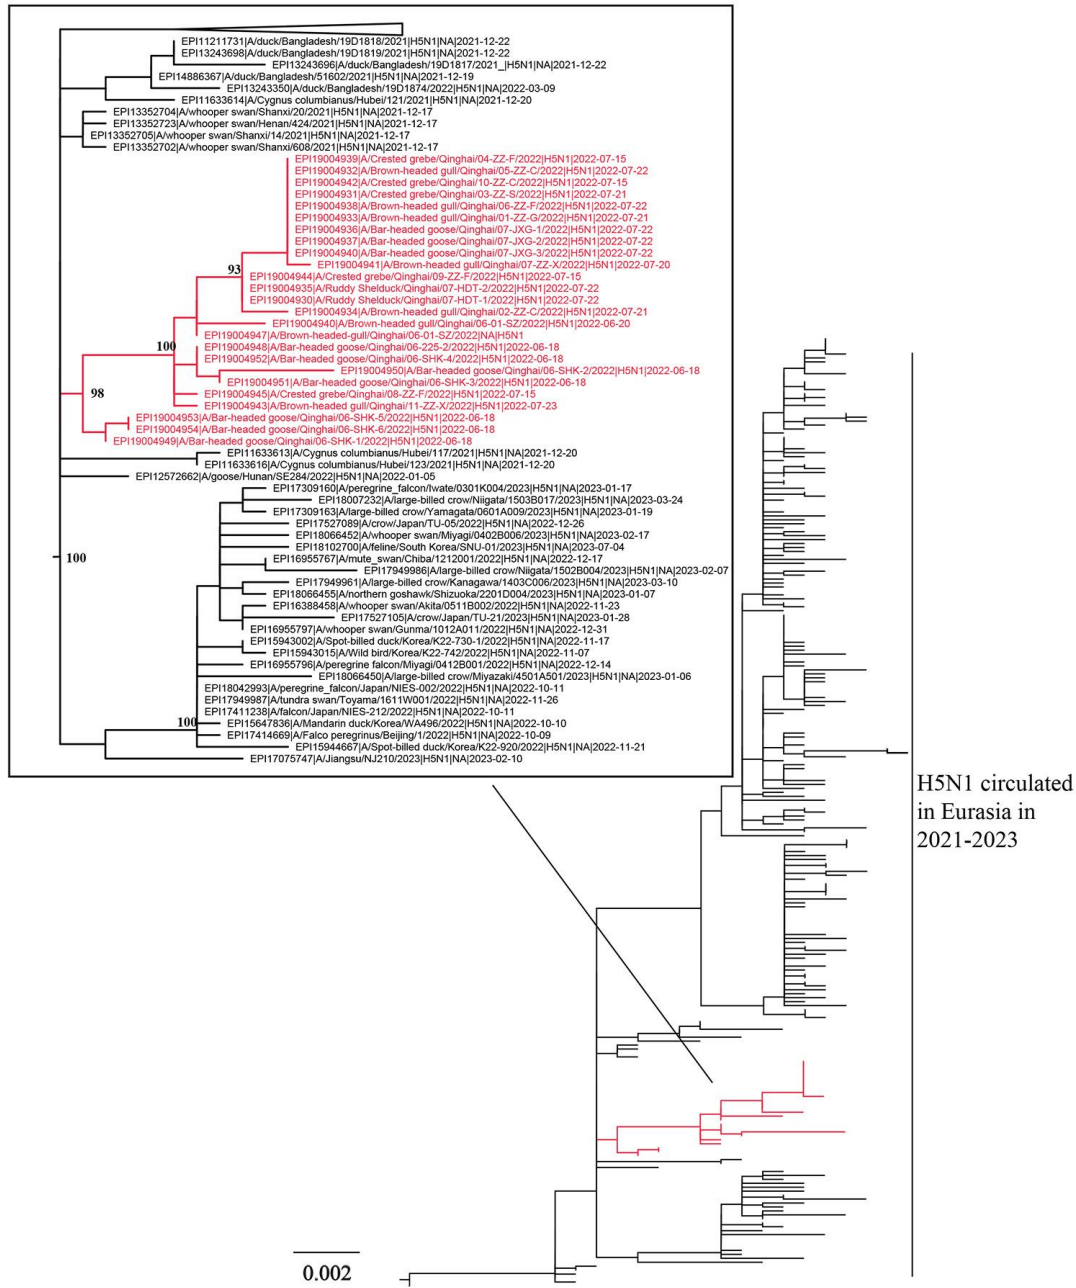 EPI11211731|A/duck/Bangladesh/19D1818/2021|H5N1|NA|2021-12-22
EPI13243698|A/duck/Bangladesh/19D1819/2021|H5N1|NA|2021-12-22
EPI13243696|A/duck/Bangladesh/19D1817/2021_|H5N1|NA|2021-12-22
EPI14886367|A/duck/Bangladesh/51602/2021|H5N1|NA|2021-12-19
EPI13243350|A/duck/Bangladesh/19D1874/2022|H5N1|NA|2022-03-09
EPI11633614|A/Cygnus columbianus/Hubei/121/2021|H5N1|NA|2021-12-20
EPI13352704|A/whooper swan/Shanxi/20/2021|H5N1|NA|2021-12-17
EPI13352723|A/whooper swan/Henan/424/2021|H5N1|NA|2021-12-17
EPI13352705|A/whooper swan/Shanxi/14/2021|H5N1|NA|2021-12-17
EPI13352702|A/whooper swan/Shanxi/608/2021|H5N1|NA|2021-12-17
EPI19004939|A/Crested grebe/Qinghai/04-ZZ-F/2022|H5N1|2022-07-15
EPI19004932|A/Brown-headed gull/Qinghai/05-ZZ-C/2022|H5N1|2022-07-22
EPI19004942|A/Crested grebe/Qinghai/10-ZZ-C/2022|H5N1|2022-07-15
EPI19004931|A/Crested grebe/Qinghai/03-ZZ-S/2022|H5N1|2022-07-21
EPI19004938|A/Brown-headed gull/Qinghai/06-ZZ-F/2022|H5N1|2022-07-22
EPI19004933|A/Brown-headed gull/Qinghai/01-ZZ-G/2022|H5N1|2022-07-21
EPI19004936|A/Bar-headed goose/Qinghai/07-JXG-1/2022|H5N1|2022-07-22
EPI19004937|A/Bar-headed goose/Qinghai/07-JXG-2/2022|H5N1|2022-07-22
EPI19004940|A/Bar-headed goose/Qinghai/07-JXG-3/2022|H5N1|2022-07-22
EPI19004941|A/Brown-headed gull/Qinghai/07-ZZ-X/2022|H5N1|2022-07-20
93
EPI19004944|A/Crested grebe/Qinghai/09-ZZ-F/2022|H5N1|2022-07-15
EPI19004935|A/Ruddy Shelduck/Qinghai/07-HDT-2/2022|H5N1|2022-07-22
EPI19004930|A/Ruddy Shelduck/Qinghai/07-HDT-1/2022|H5N1|2022-07-22
EPI19004934|A/Brown-headed gull/Qinghai/02-ZZ-C/2022|H5N1|2022-07-21
EPI19004940|A/Brown-headed gull/Qinghai/06-01-SZ/2022|H5N1|2022-06-20
EPI19004947|A/Brown-headed-gull/Qinghai/06-01-SZ/2022|NA|H5N1
100
EPI19004948|A/Bar-headed goose/Qinghai/06-225-2/2022|H5N1|2022-06-18
EPI19004952|A/Bar-headed goose/Qinghai/06-SHK-4/2022|H5N1|2022-06-18
EPI19004950|A/Bar-headed goose/Qinghai/06-SHK-2/2022|H5N1|2022-06-18
EPI19004951|A/Bar-headed goose/Qinghai/06-SHK-3/2022|H5N1|2022-06-18
98
EPI19004945|A/Crested grebe/Qinghai/08-ZZ-F/2022|H5N1|2022-07-15
EPI19004943|A/Brown-headed gull/Qinghai/11-ZZ-X/2022|H5N1|2022-07-23
EPI19004953|A/Bar-headed goose/Qinghai/06-SHK-5/2022|H5N1|2022-06-18
EPI19004954|A/Bar-headed goose/Qinghai/06-SHK-6/2022|H5N1|2022-06-18
EPI19004949|A/Bar-headed goose/Qinghai/06-SHK-1/2022|H5N1|2022-06-18
EPI11633613|A/Cygnus columbianus/Hubei/117/2021|H5N1|NA|2021-12-20
EPI11633616|A/Cygnus columbianus/Hubei/123/2021|H5N1|NA|2021-12-20
EPI12572662|A/goose/Hunan/SE284/2022|H5N1|NA|2022-01-05
EPI17309160|A/peregrine_falcon/Iwate/0301K004/2023|H5N1|NA|2023-01-17
EPI18007232|A/large-billed crow/Niigata/1503B017/2023|H5N1|NA|2023-03-24
EPI17309163|A/large-billed crow/Yamagata/0601A009/2023|H5N1|NA|2023-01-19
EPI17527089|A/crow/Japan/TU-05/2022|H5N1|NA|2022-12-26
EPI18066452|A/whooper swan/Miyagi/0402B006/2023|H5N1|NA|2023-02-17
EPI18102700|A/feline/South Korea/SNU-01/2023|H5N1|NA|2023-07-04
100
EPI16955767|A/mute_swan/Chiba/1212001/2022|H5N1|NA|2022-12-17
EPI17949986|A/large-billed crow/Niigata/1502B004/2023|H5N1|NA|2023-02-07
EPI17949961|A/large-billed crow/Kanagawa/1403C006/2023|H5N1|NA|2023-03-10
EPI18066455|A/northern goshawk/Shizuoka/2201D004/2023|H5N1|NA|2023-01-07
EPI16388458|A/whooper swan/Akita/0511B002/2022|H5N1|NA|2022-11-23
EPI17527105|A/crow/Japan/TU-21/2023|H5N1|NA|2023-01-28
EPI16955797|A/whooper swan/Gunma/1012A011/2022|H5N1|NA|2022-12-31
EPI15943002|A/Spot-billed duck/Korea/K22-730-1/2022|H5N1|NA|2022-11-17
EPI15943015|A/Wild bird/Korea/K22-742/2022|H5N1|NA|2022-11-07
EPI16955796|A/peregrine falcon/Miyagi/0412B001/2022|H5N1|NA|2022-12-14
EPI18066450|A/large-billed crow/Miyazaki/4501A501/2023|H5N1|NA|2023-01-06
EPI18042993|A/peregrine_falcon/Japan/NIES-002/2022|H5N1|NA|2022-10-11
EPI17949987|A/tundra swan/Toyama/1611W001/2022|H5N1|NA|2022-11-26
EPI17411238|A/falcon/Japan/NIES-212/2022|H5N1|NA|2022-10-11
100
EPI15647836|A/Mandarin duck/Korea/WA496/2022|H5N1|NA|2022-10-10
EPI17414669|A/Falco peregrinus/Beijing/1/2022|H5N1|NA|2022-10-09
EPI15944667|A/Spot-billed duck/Korea/K22-920/2022|H5N1|NA|2022-11-21
EPI17075747|A/Jiangsu/NJ210/2023|H5N1|NA|2023-02-10
H5N1 circulated
in Eurasia in
2021-2023
0.002